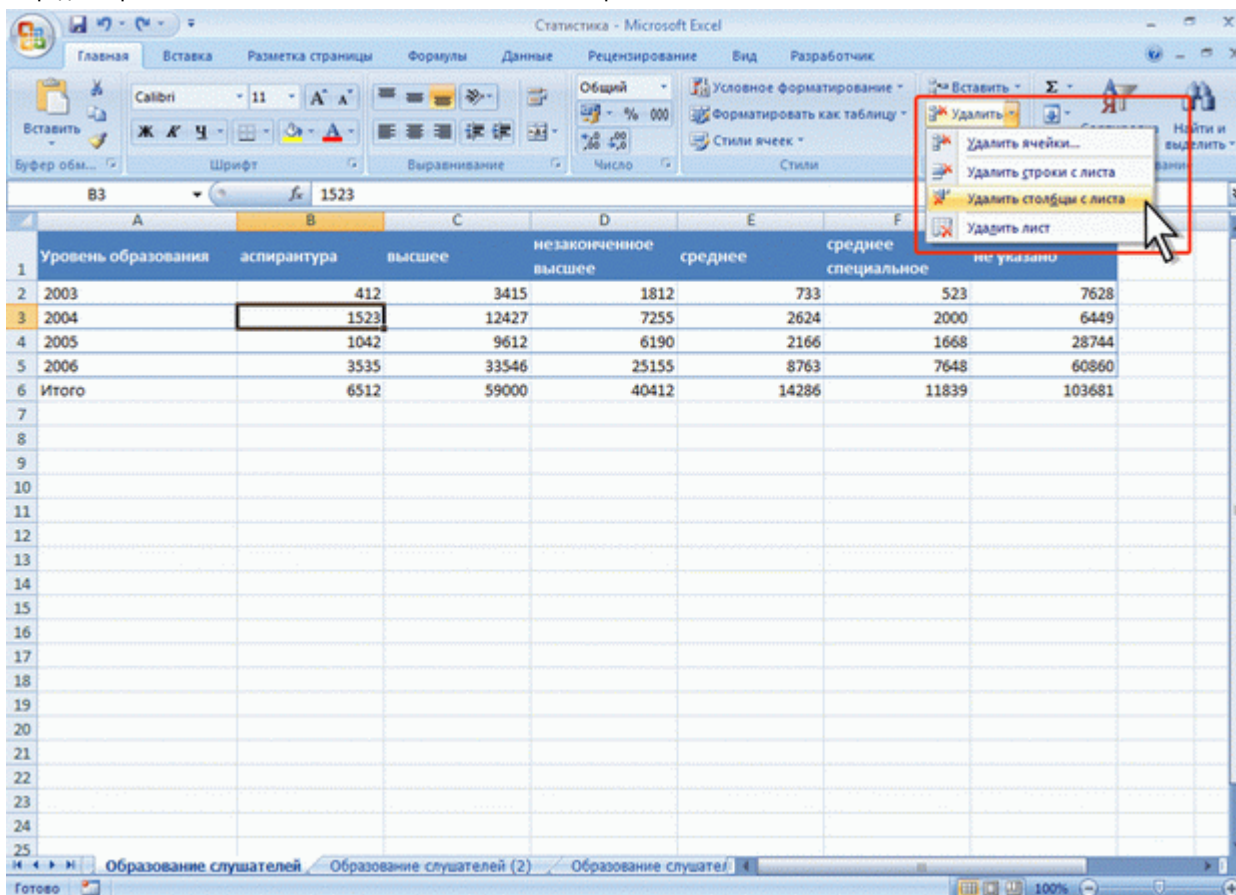 Статистика - Microsoft Excel
Главная Вставка Разметка страницы Формулы Данные Рецензирование Вид Разработчик
Calibri 11 Общий Условное форматирование Вставить Σ
Вставить Ж К Ч % 000 Форматировать как таблицу Удалить Найти и
Стили ячеек Удалить ячейки... выделить
Буфер обм... Шрифт Выравнивание Число Стили Удалить строки с листа
B3 fx 1523 Удалить столбцы с листа
Удалить лист
A B C D E F
1 Уровень образования аспирантура высшее незаконченное высшее среднее среднее специальное не указано
2 2003 412 3415 1812 733 523 7628
3 2004 1523 12427 7255 2624 2000 6449
4 2005 1042 9612 6190 2166 1668 28744
5 2006 3535 33546 25155 8763 7648 60860
6 Итого 6512 59000 40412 14286 11839 103681
7
8
9
10
11
12
13
14
15
16
17
18
19
20
21
22
23
24
25
Образование слушателей Образование слушателей (2) Образование слушател
Готово 100%